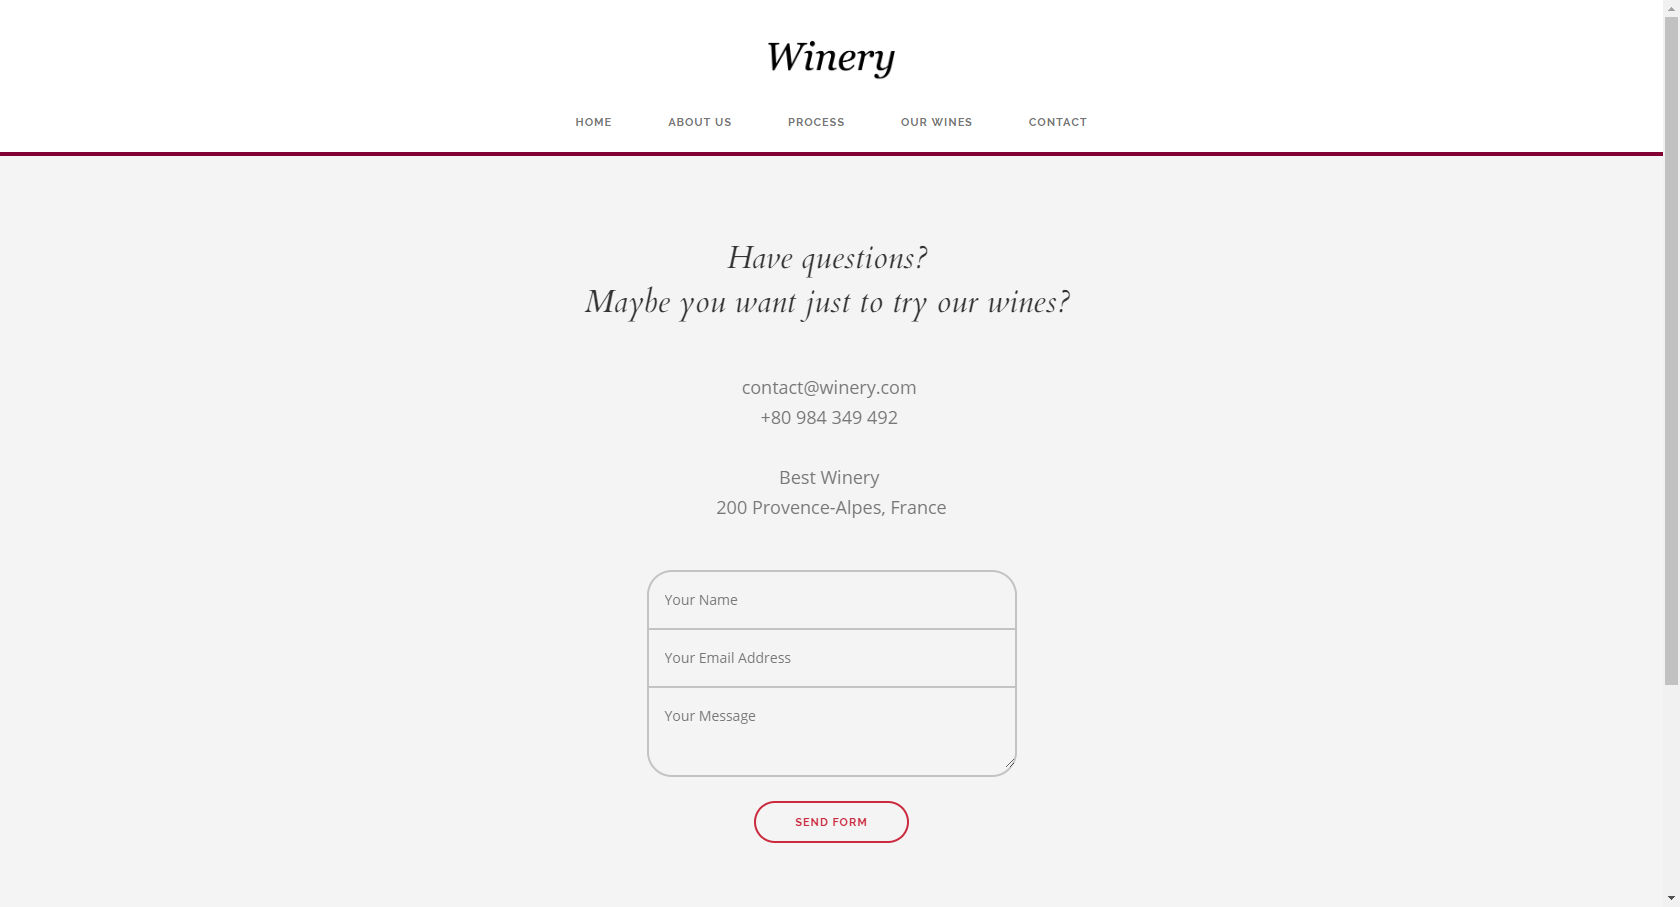 Winery
HOME ABOUT US PROCESS OUR WINES CONTACT
Have questions?
Maybe you want just to try our wines?
contact@winery.com
+80 984 349 492
Best Winery
200 Provence-Alpes, France
Your Name
Your Email Address
Your Message
SEND FORM